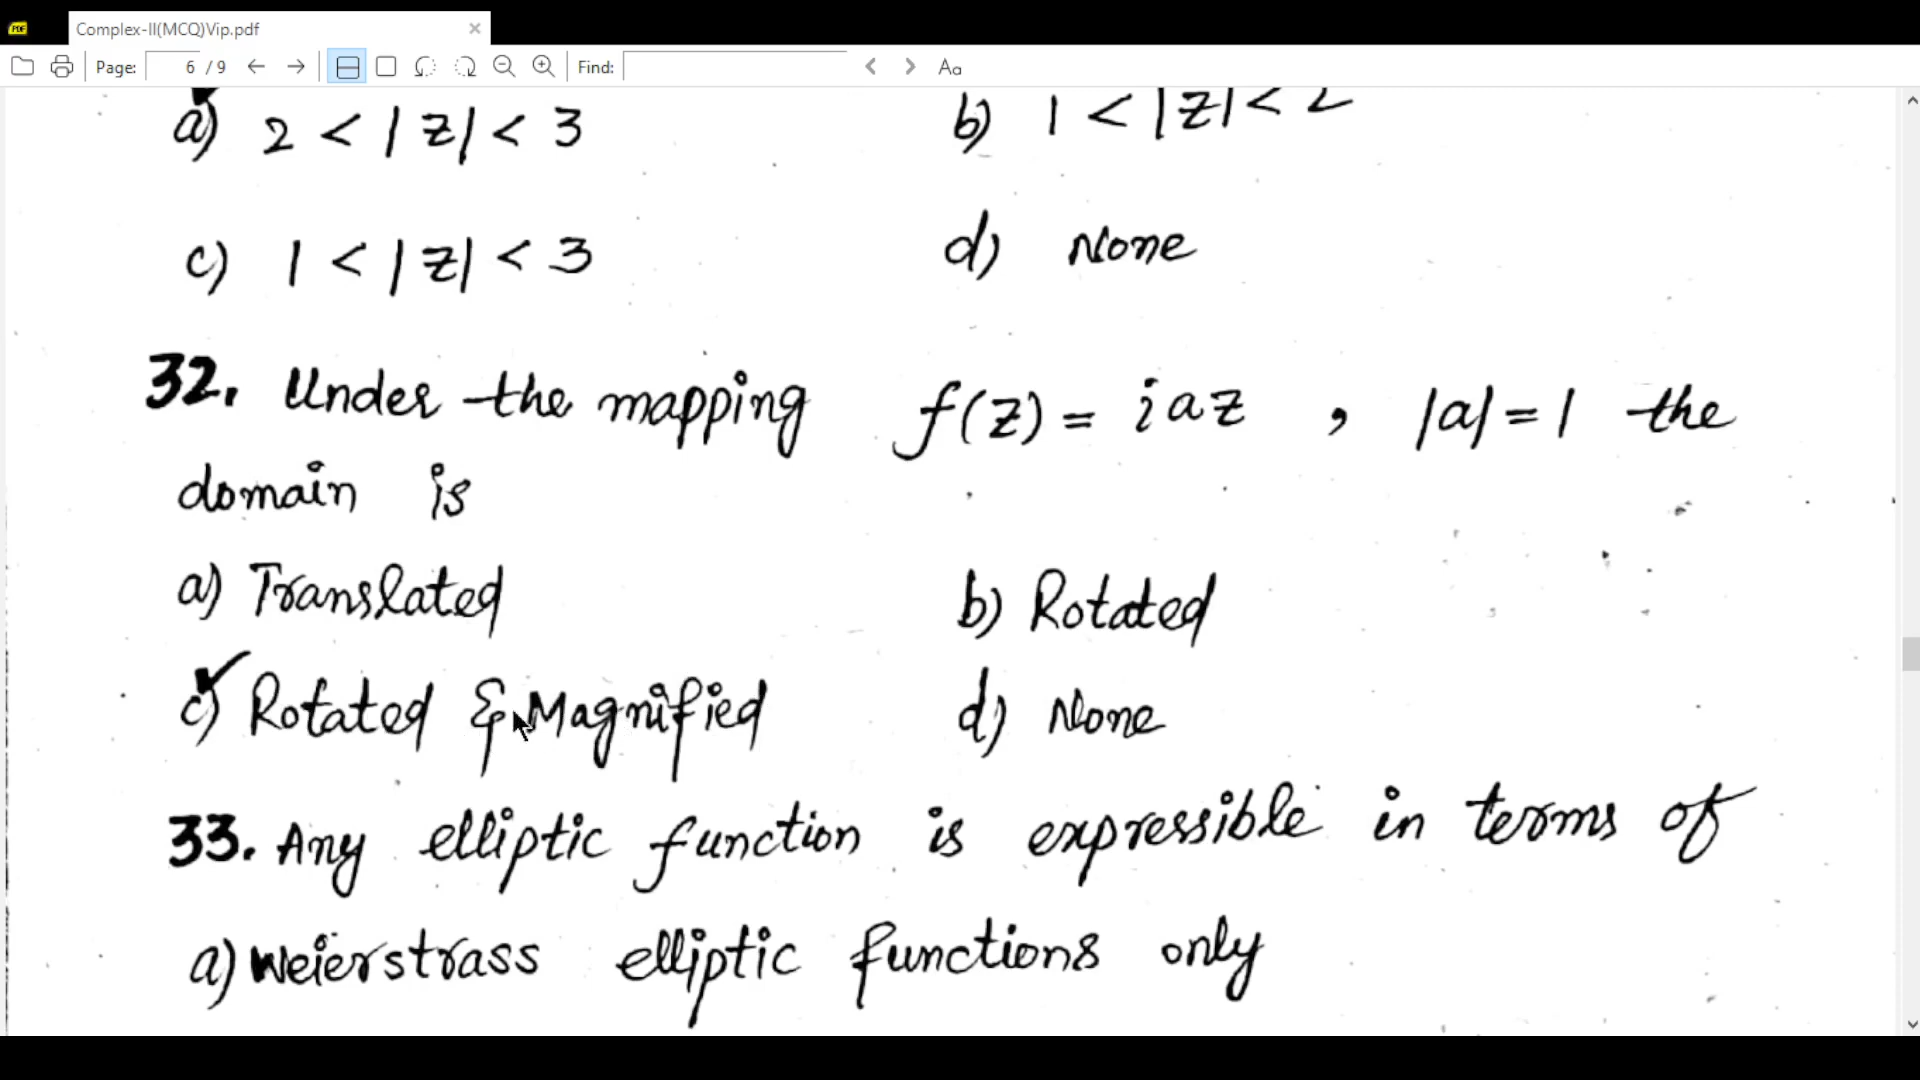 Complex-II(MCQ)Vip.pdf
Page: 6 / 9 Find: Aa
a) 2 < |z| < 3 b) 1 < |z| < 2
c) 1 < |z| < 3 d) None
32. Under the mapping f(z) = iaz , |a| = 1 the
domain is
a) Translated b) Rotated
c) Rotated & Magnified d) None
33. Any elliptic function is expressible in terms of
a) Weierstrass elliptic functions only